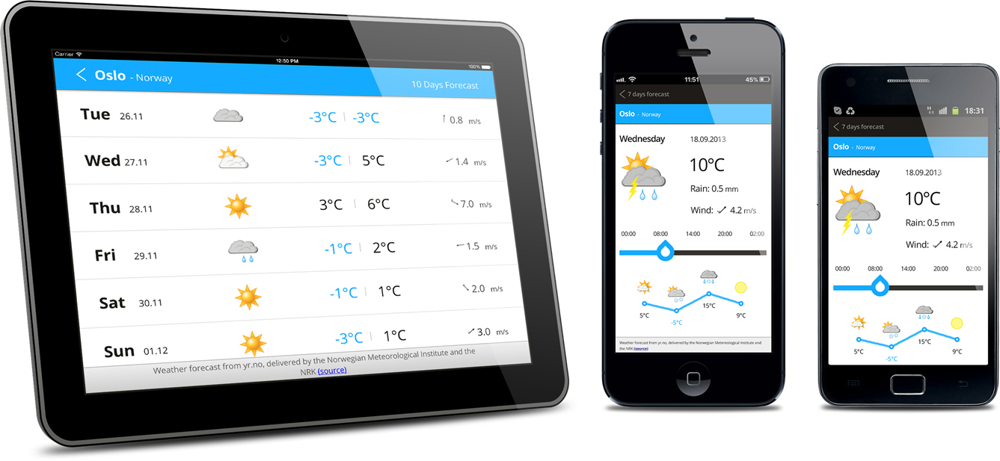 Carrier
12:50 PM
100%
Oslo - Norway
10 Days Forecast
Tue 26.11 -3°C -3°C 0.8 m/s
Wed 27.11 -3°C 5°C 1.4 m/s
Thu 28.11 3°C 6°C 7.0 m/s
Fri 29.11 -1°C 2°C 1.5 m/s
Sat 30.11 -1°C 1°C 2.0 m/s
Sun 01.12 -3°C 1°C 3.0 m/s
Weather forecast from yr.no, delivered by the Norwegian Meteorological Institute and the
NRK (source)
11:51 45%
7 days forecast
Oslo - Norway
Wednesday 18.09.2013
10°C
Rain: 0.5 mm
Wind: 4.2 m/s
00:00 08:00 14:00 20:00 02:00
15°C
5°C 9°C
-5°C
Weather forecast from yr.no, delivered by the Norwegian Metereological Institute and
the NRK (source)
H 18:31
7 days forecast
Oslo - Norway
Wednesday 18.09.2013
10°C
Rain: 0.5 mm
Wind: 4.2 m/s
00:00 08:00 14:00 20:00 02:00
15°C
5°C 9°C
-5°C